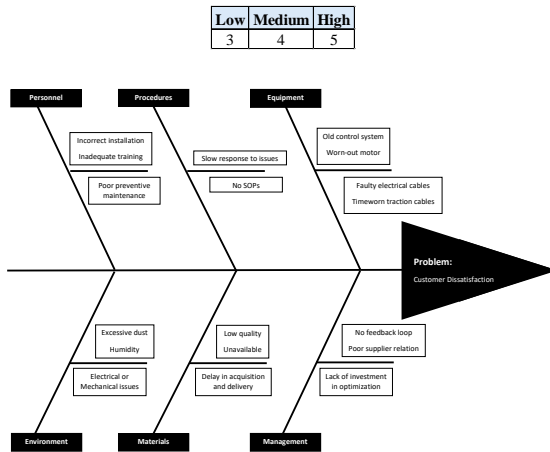 Low Medium High
3 4 5
Personnel
Procedures
Equipment
Incorrect installation
Inadequate training
Poor preventive
maintenance
Slow response to issues
No SOPs
Old control system
Worn-out motor
Faulty electrical cables
Timeworn traction cables
Problem:
Customer Dissatisfaction
Excessive dust
Humidity
Electrical or
Mechanical issues
Low quality
Unavailable
Delay in acquisition
and delivery
No feedback loop
Poor supplier relation
Lack of investment
in optimization
Environment
Materials
Management